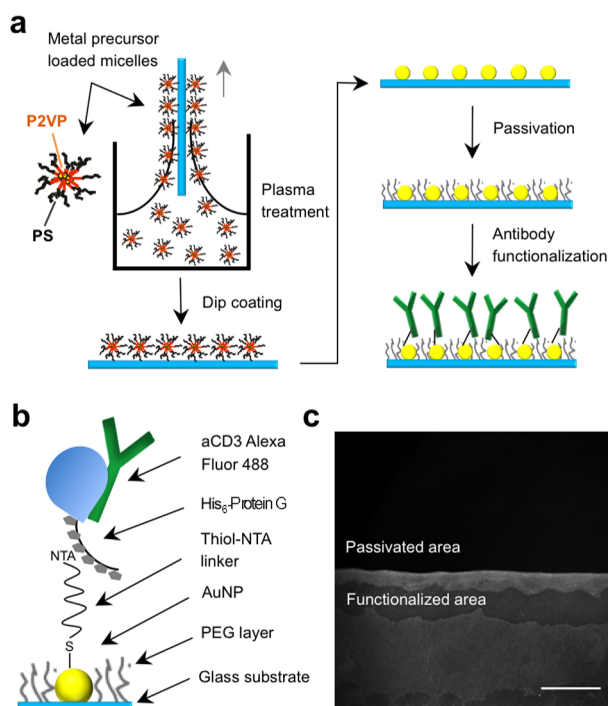 a
Metal precursor
loaded micelles
P2VP
PS
Plasma
treatment
Dip coating
Passivation
Antibody
functionalization
b
aCD3 Alexa
Fluor 488
His6-Protein G
Thiol-NTA
linker
AuNP
PEG layer
Glass substrate
NTA
S
c
Passivated area
Functionalized area